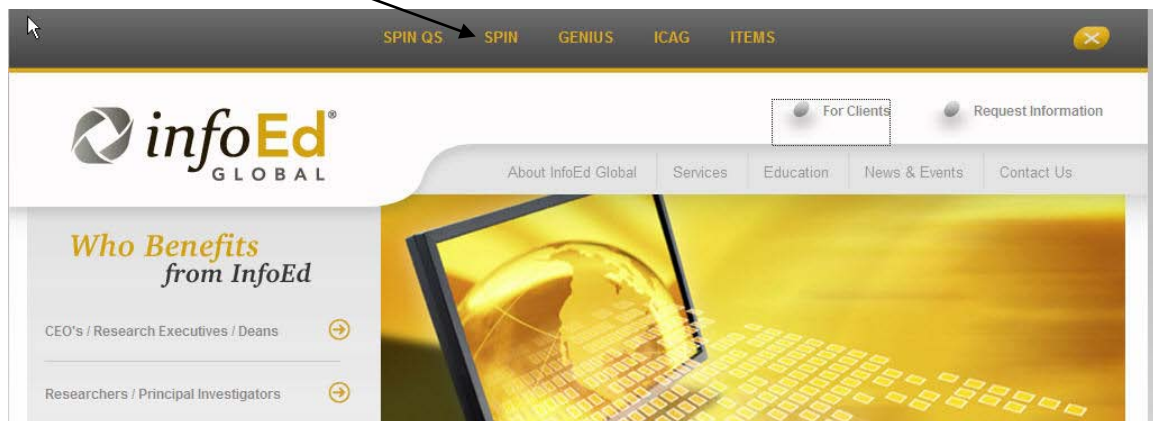 SPIN QS SPIN GENIUS ICAG ITEMS
infoEd®
GLOBAL
For Clients Request Information
About InfoEd Global Services Education News & Events Contact Us
Who Benefits
from InfoEd
CEO's / Research Executives / Deans
Researchers / Principal Investigators